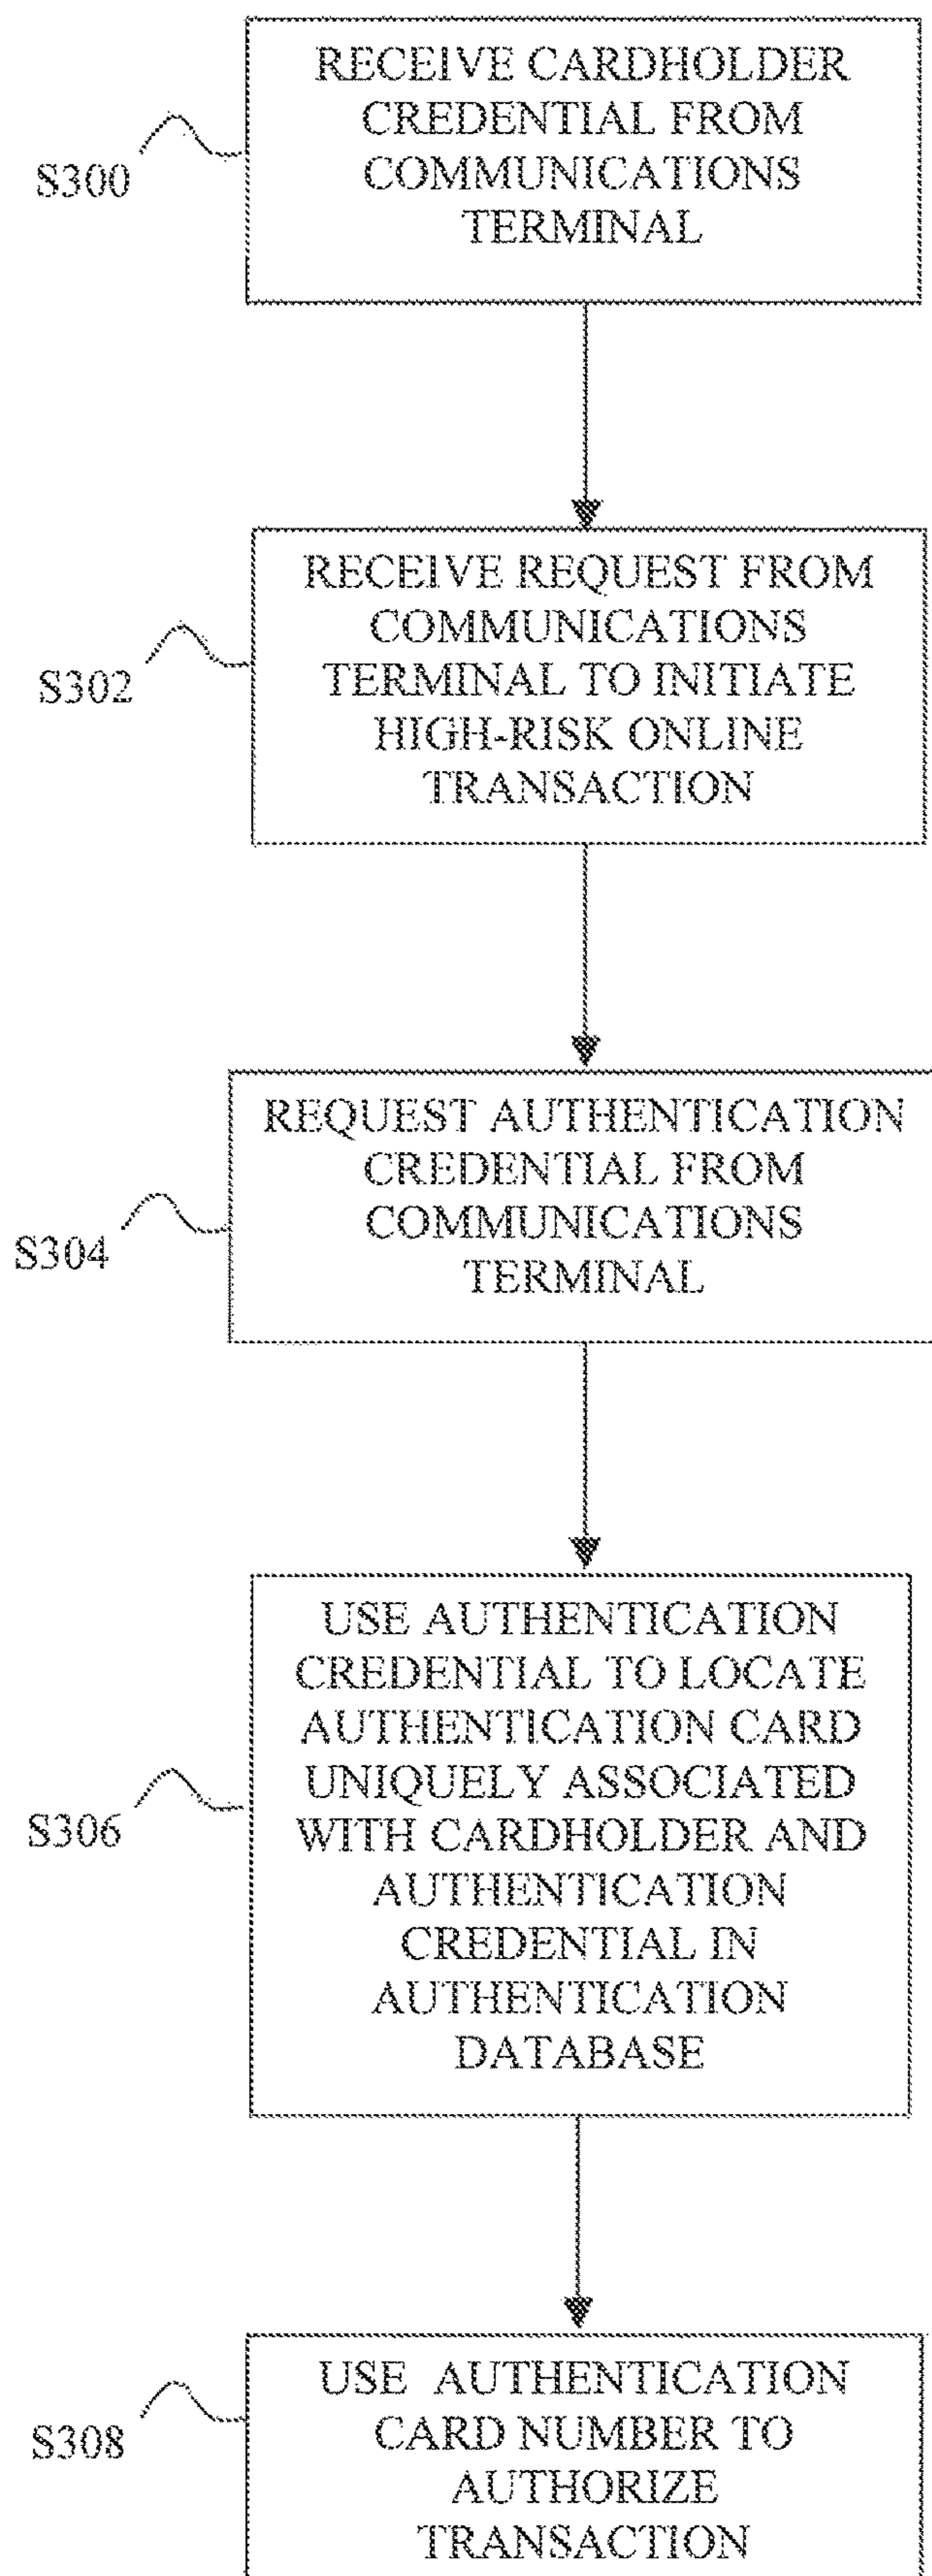 RECEIVE CARDHOLDER
CREDENTIAL FROM
COMMUNICATIONS
TERMINAL
S300
RECEIVE REQUEST FROM
COMMUNICATIONS
TERMINAL TO INITIATE
HIGH-RISK ONLINE
TRANSACTION
S302
REQUEST AUTHENTICATION
CREDENTIAL FROM
COMMUNICATIONS
TERMINAL
S304
USE AUTHENTICATION
CREDENTIAL TO LOCATE
AUTHENTICATION CARD
UNIQUELY ASSOCIATED
WITH CARDHOLDER AND
AUTHENTICATION
CREDENTIAL IN
AUTHENTICATION
DATABASE
S306
USE AUTHENTICATION
CARD NUMBER TO
AUTHORIZE
TRANSACTION
S308